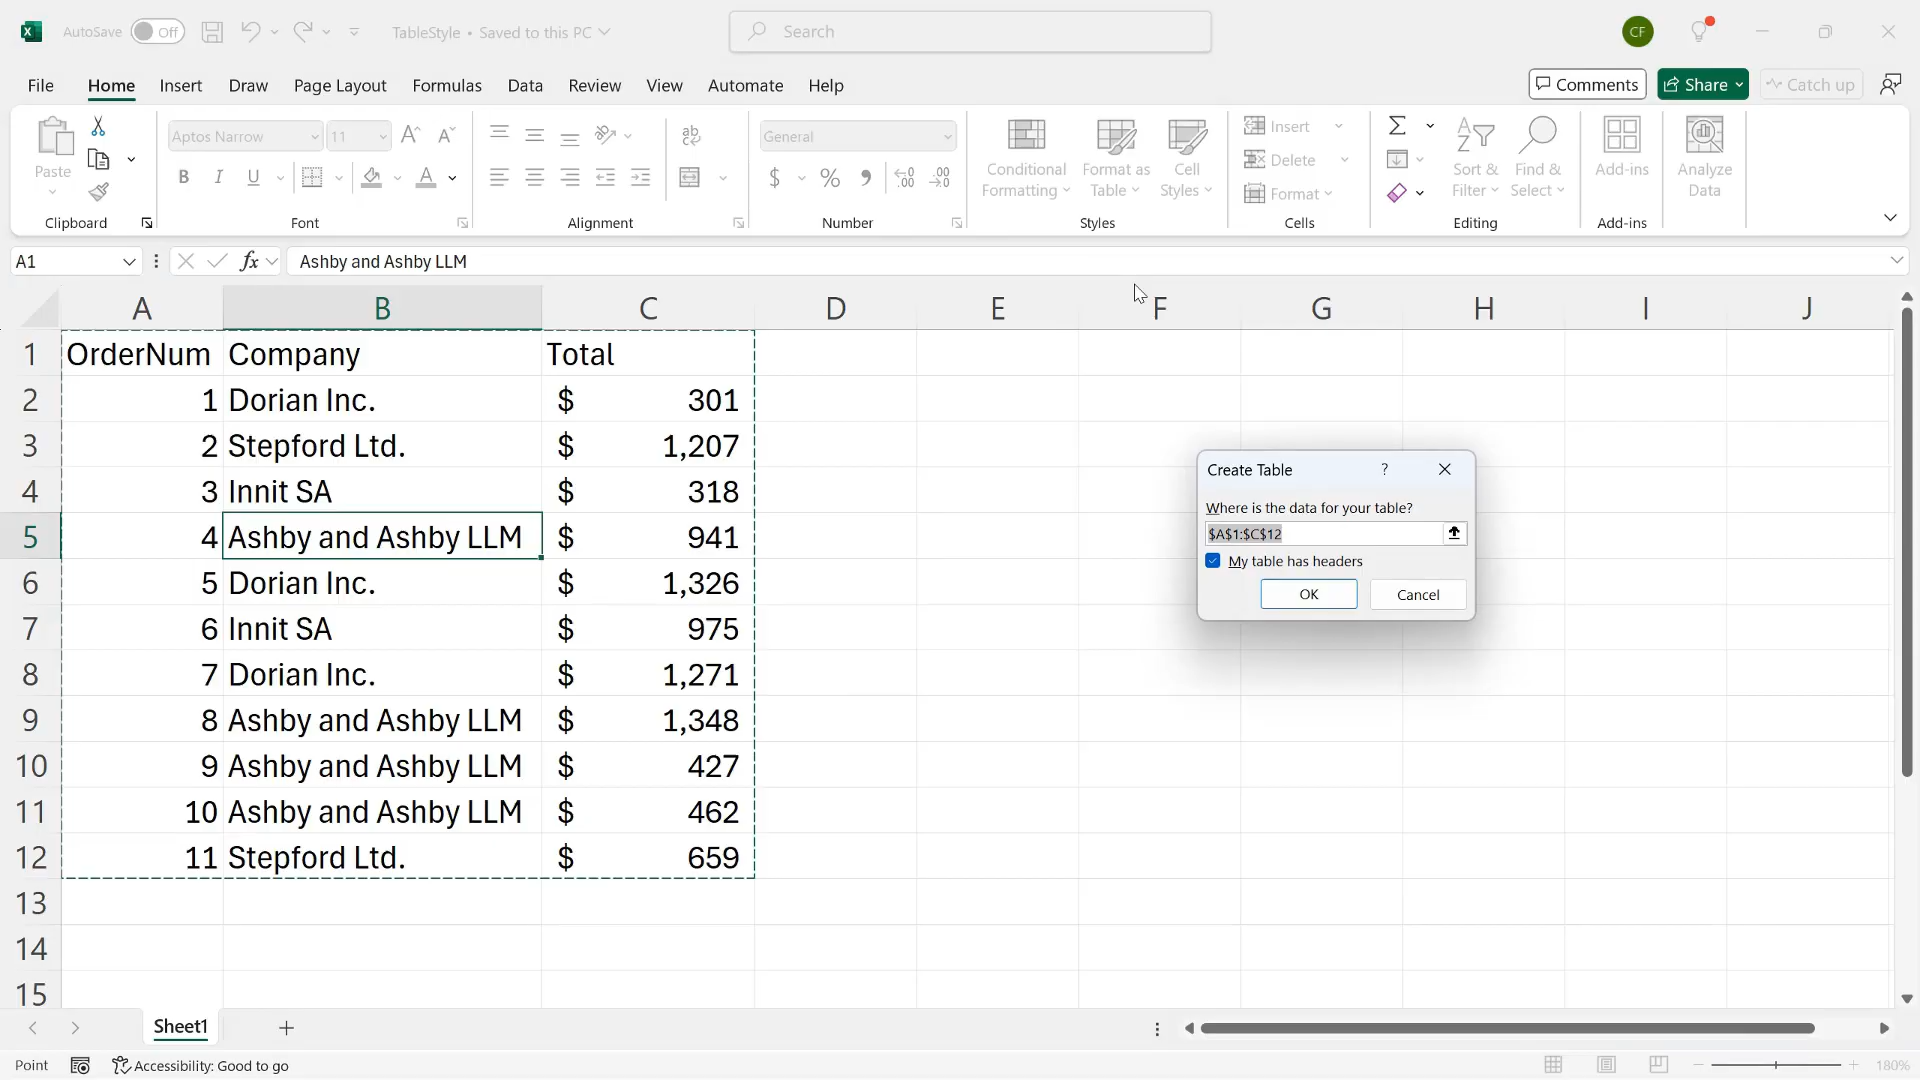 AutoSave Off TableStyle • Saved to this PC Search CF
File Home Insert Draw Page Layout Formulas Data Review View Automate Help Comments Share Catch up
Paste
Clipboard
Aptos Narrow 11
B I U A
Font
ab
Alignment
General
$ % ,
Number
Conditional Formatting
Format as Table
Cell Styles
Styles
Insert
Delete
Format
Cells
Sort & Filter
Find & Select
Editing
Add-ins
Add-ins
Analyze Data
A1 fx Ashby and Ashby LLM
A B C D E F G H I J
1 OrderNum Company Total
2 1 Dorian Inc. $ 301
3 2 Stepford Ltd. $ 1,207
4 3 Innit SA $ 318
5 4 Ashby and Ashby LLM $ 941
6 5 Dorian Inc. $ 1,326
7 6 Innit SA $ 975
8 7 Dorian Inc. $ 1,271
9 8 Ashby and Ashby LLM $ 1,348
10 9 Ashby and Ashby LLM $ 427
11 10 Ashby and Ashby LLM $ 462
12 11 Stepford Ltd. $ 659
13
14
15
Create Table ?
Where is the data for your table?
$A$1:$C$12
My table has headers
OK Cancel
Sheet1
Point Accessibility: Good to go 180%